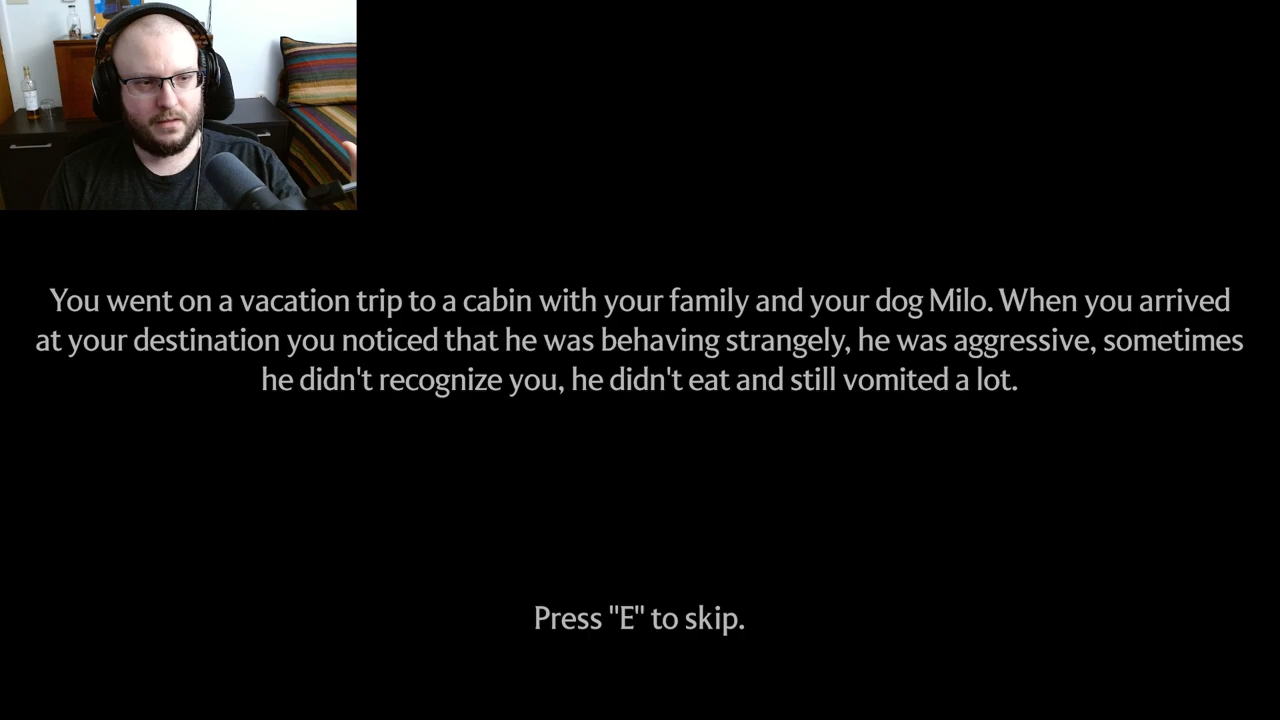 You went on a vacation trip to a cabin with your family and your dog Milo. When you arrived
at your destination you noticed that he was behaving strangely, he was aggressive, sometimes
he didn't recognize you, he didn't eat and still vomited a lot.
Press "E" to skip.